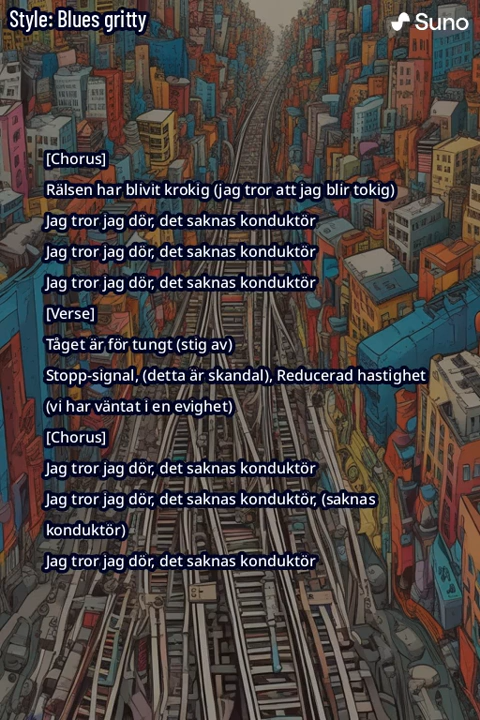 Style: Blues gritty
Suno
[Chorus]
Rälsen har blivit krokig (jag tror att jag blir tokig)
Jag tror jag dör, det saknas konduktör
Jag tror jag dör, det saknas konduktör
Jag tror jag dör, det saknas konduktör
[Verse]
Tåget är för tungt (stig av)
Stopp-signal, (detta är skandal), Reducerad hastighet
(vi har väntat i en evighet)
[Chorus]
Jag tror jag dör, det saknas konduktör
Jag tror jag dör, det saknas konduktör, (saknas
konduktör)
Jag tror jag dör, det saknas konduktör